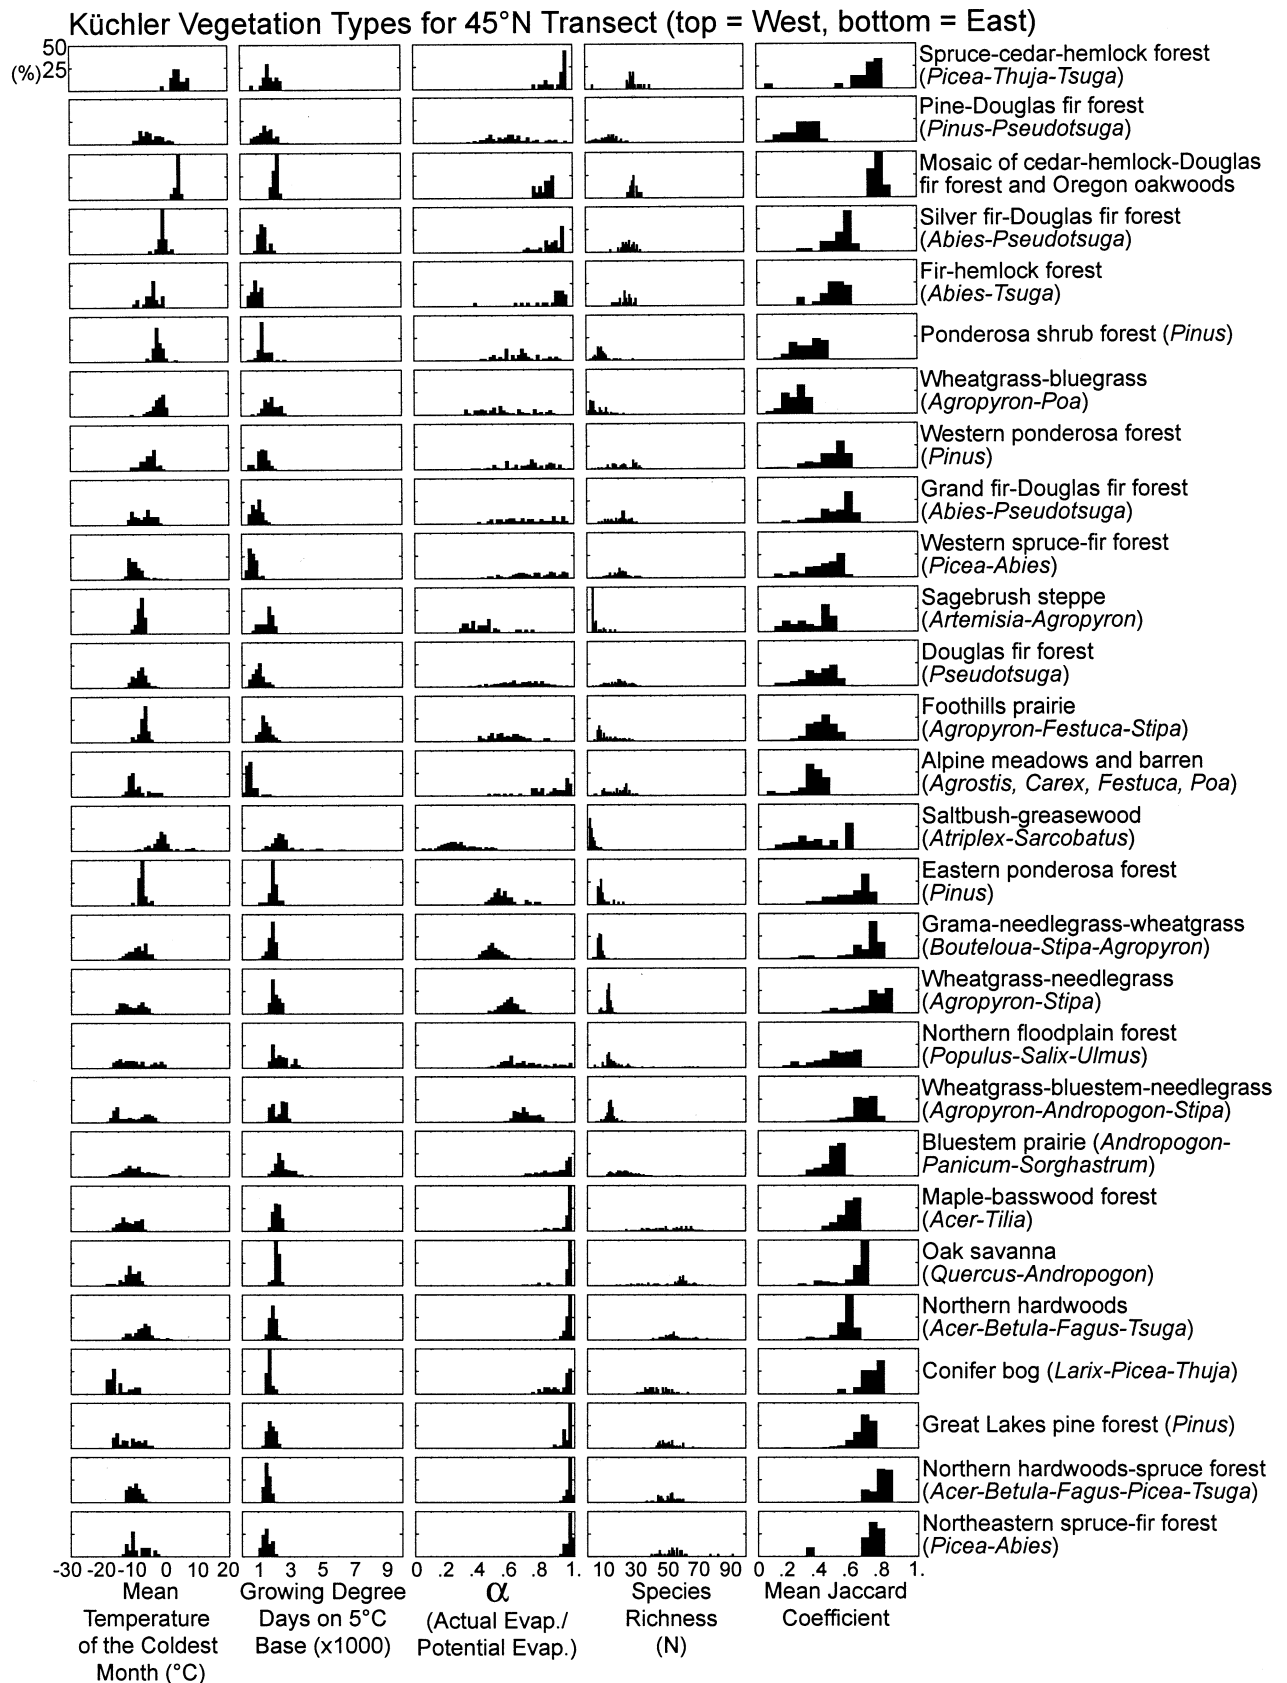 Küchler Vegetation Types for 45°N Transect (top = West, bottom = East)
50
(%)25
Spruce-cedar-hemlock forest
(Picea-Thuja-Tsuga)
Pine-Douglas fir forest
(Pinus-Pseudotsuga)
Mosaic of cedar-hemlock-Douglas
fir forest and Oregon oakwoods
Silver fir-Douglas fir forest
(Abies-Pseudotsuga)
Fir-hemlock forest
(Abies-Tsuga)
Ponderosa shrub forest (Pinus)
Wheatgrass-bluegrass
(Agropyron-Poa)
Western ponderosa forest
(Pinus)
Grand fir-Douglas fir forest
(Abies-Pseudotsuga)
Western spruce-fir forest
(Picea-Abies)
Sagebrush steppe
(Artemisia-Agropyron)
Douglas fir forest
(Pseudotsuga)
Foothills prairie
(Agropyron-Festuca-Stipa)
Alpine meadows and barren
(Agrostis, Carex, Festuca, Poa)
Saltbush-greasewood
(Atriplex-Sarcobatus)
Eastern ponderosa forest
(Pinus)
Grama-needlegrass-wheatgrass
(Bouteloua-Stipa-Agropyron)
Wheatgrass-needlegrass
(Agropyron-Stipa)
Northern floodplain forest
(Populus-Salix-Ulmus)
Wheatgrass-bluestem-needlegrass
(Agropyron-Andropogon-Stipa)
Bluestem prairie (Andropogon-
Panicum-Sorghastrum)
Maple-basswood forest
(Acer-Tilia)
Oak savanna
(Quercus-Andropogon)
Northern hardwoods
(Acer-Betula-Fagus-Tsuga)
Conifer bog (Larix-Picea-Thuja)
Great Lakes pine forest (Pinus)
Northern hardwoods-spruce forest
(Acer-Betula-Fagus-Picea-Tsuga)
Northeastern spruce-fir forest
(Picea-Abies)
-30 -20 -10 0 10 20
Mean
Temperature
of the Coldest
Month (°C)
1 3 5 7 9
Growing Degree
Days on 5°C
Base (x1000)
0 .2 .4 .6 .8 1.
α
(Actual Evap./
Potential Evap.)
10 30 50 70 90
Species
Richness
(N)
0 .2 .4 .6 .8 1.
Mean Jaccard
Coefficient